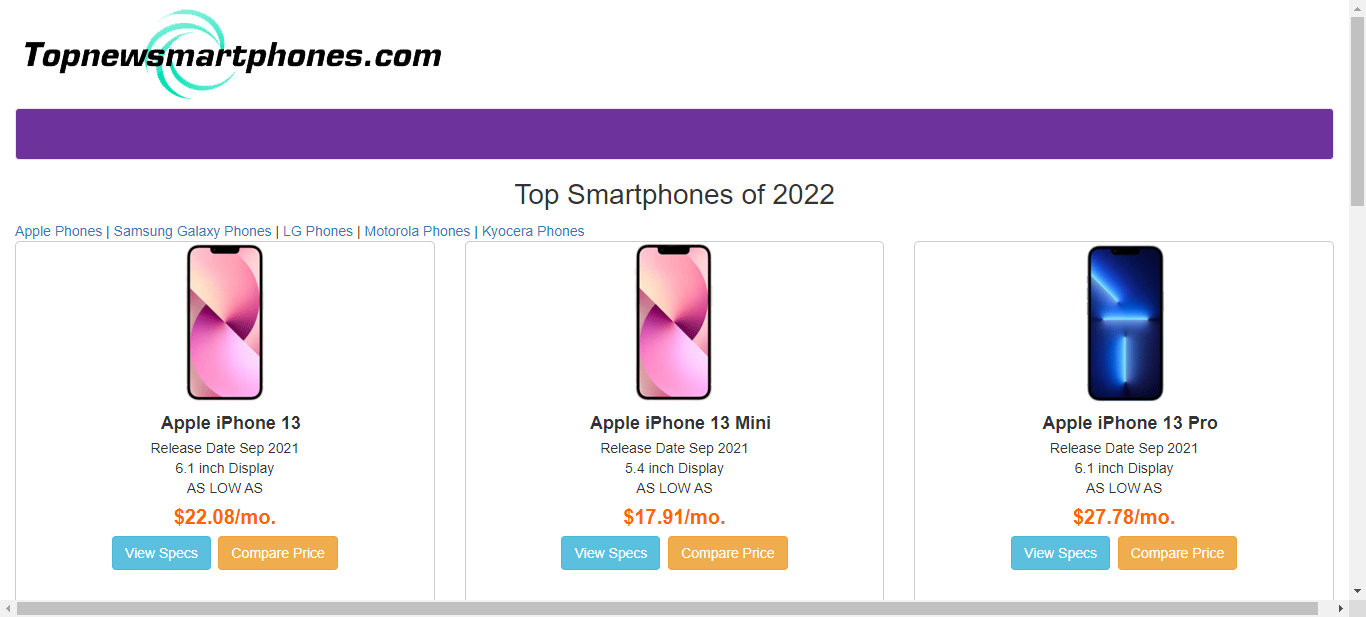 Topnewsmartphones.com
Top Smartphones of 2022
Apple Phones | Samsung Galaxy Phones | LG Phones | Motorola Phones | Kyocera Phones
Apple iPhone 13
Release Date Sep 2021
6.1 inch Display
AS LOW AS
$22.08/mo.
View Specs
Compare Price
Apple iPhone 13 Mini
Release Date Sep 2021
5.4 inch Display
AS LOW AS
$17.91/mo.
View Specs
Compare Price
Apple iPhone 13 Pro
Release Date Sep 2021
6.1 inch Display
AS LOW AS
$27.78/mo.
View Specs
Compare Price